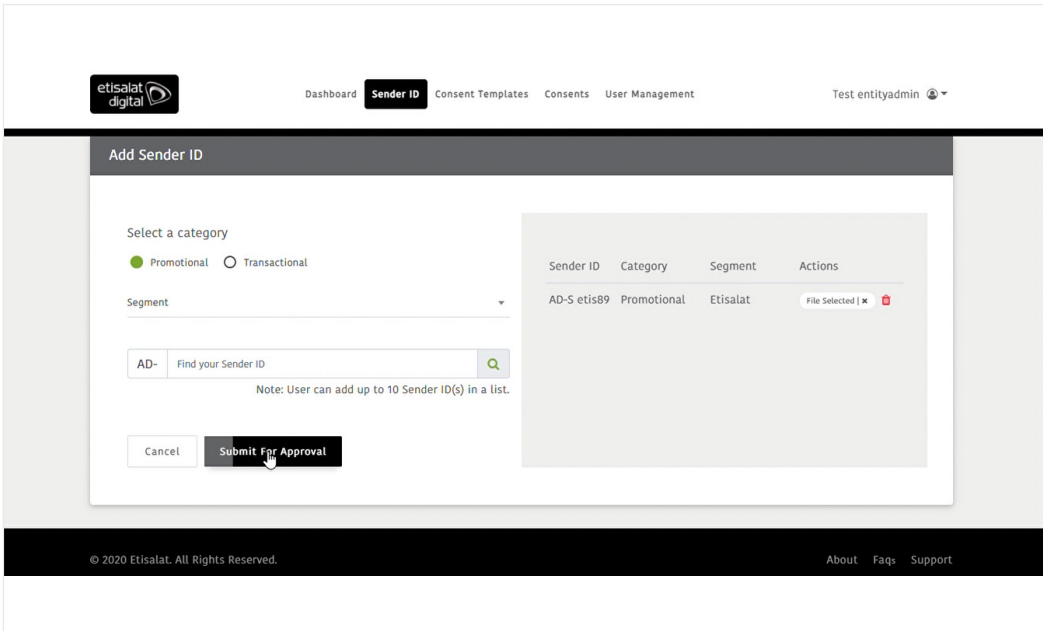 etisalat
digital
Dashboard Sender ID Consent Templates Consents User Management
Test entityadmin
Add Sender ID
Select a category
Promotional Transactional
Segment
AD- Find your Sender ID
Note: User can add up to 10 Sender ID(s) in a list.
Cancel Submit For Approval
Sender ID Category Segment Actions
AD-S etis89 Promotional Etisalat File Selected | ×
© 2020 Etisalat. All Rights Reserved.
About Faqs Support